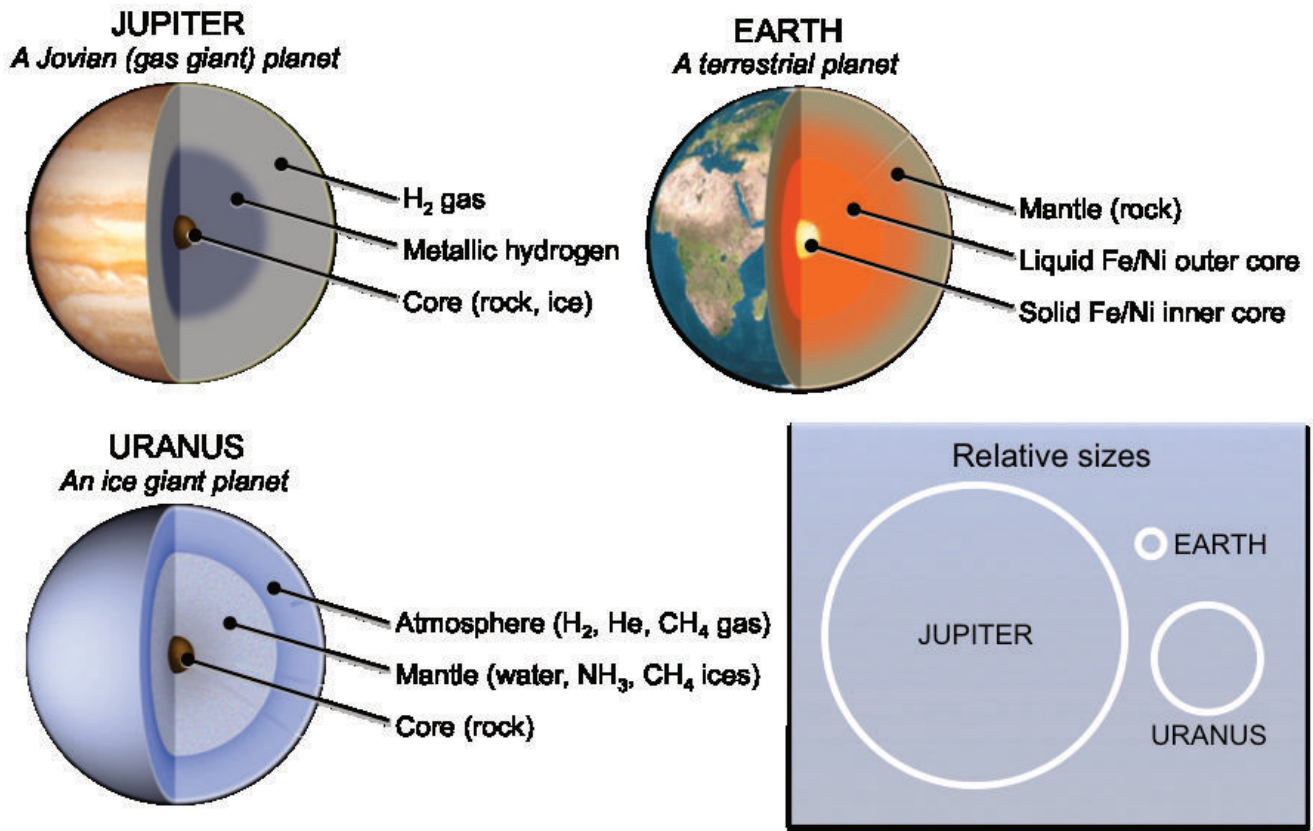 JUPITER
A Jovian (gas giant) planet
H₂ gas
Metallic hydrogen
Core (rock, ice)
EARTH
A terrestrial planet
Mantle (rock)
Liquid Fe/Ni outer core
Solid Fe/Ni inner core
URANUS
An ice giant planet
Atmosphere (H₂, He, CH₄ gas)
Mantle (water, NH₃, CH₄ ices)
Core (rock)
Relative sizes
EARTH
JUPITER
URANUS